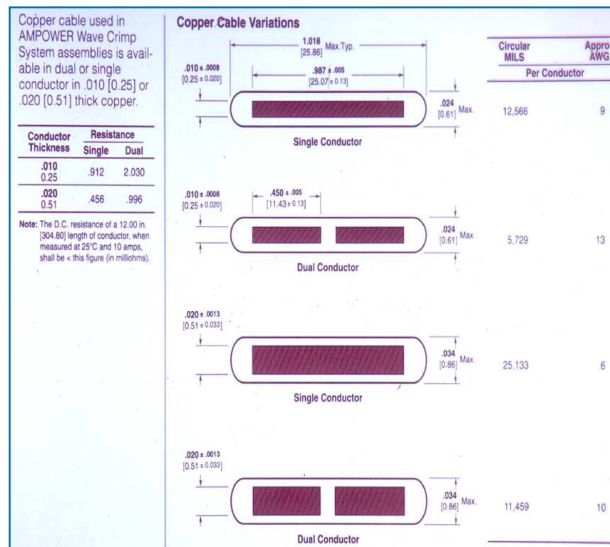 Copper cable used in
AMPOWER Wave Crimp
System assemblies is avail-
able in dual or single
conductor in .010 [0.25] or
.020 [0.51] thick copper.
Conductor Thickness Resistance
Single Dual
.010
0.25 .912 2.030
.020
0.51 .456 .996
Note: The D.C. resistance of a 12.00 in.
[304.80] length of conductor, when
measured at 25°C and 10 amps,
shall be < this figure (in milliohms).
Copper Cable Variations
1.018 Max. Typ.
[25.86]
.010 ± .0008
[0.25 ± 0.020]
.987 ± .005
[25.07 ± 0.13]
.024 Max.
[0.61]
Single Conductor
.010 ± .0008
[0.25 ± 0.020]
.450 ± .005
[11.43 ± 0.13]
.024 Max.
[0.61]
Dual Conductor
.020 ± .0013
[0.51 ± 0.033]
.034 Max.
[0.86]
Single Conductor
.020 ± .0013
[0.51 ± 0.033]
.034 Max.
[0.86]
Dual Conductor
Circular MILS
AWG
Per Conductor
12,566 9
5,729 13
25,133 6
11,459 10